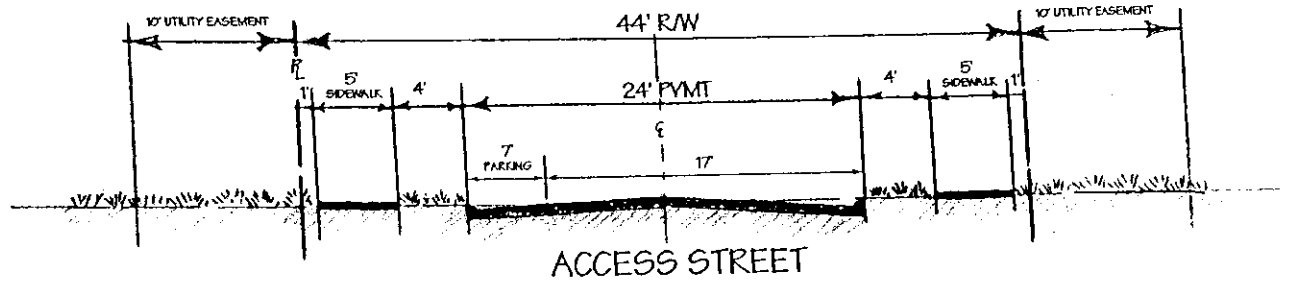 10' UTILITY EASEMENT
44' R/W
10' UTILITY EASEMENT
PL
1'
5'
SIDEWALK
4'
24' PVMT
4'
5'
SIDEWALK
1'
CL
7'
PARKING
17'
ACCESS STREET